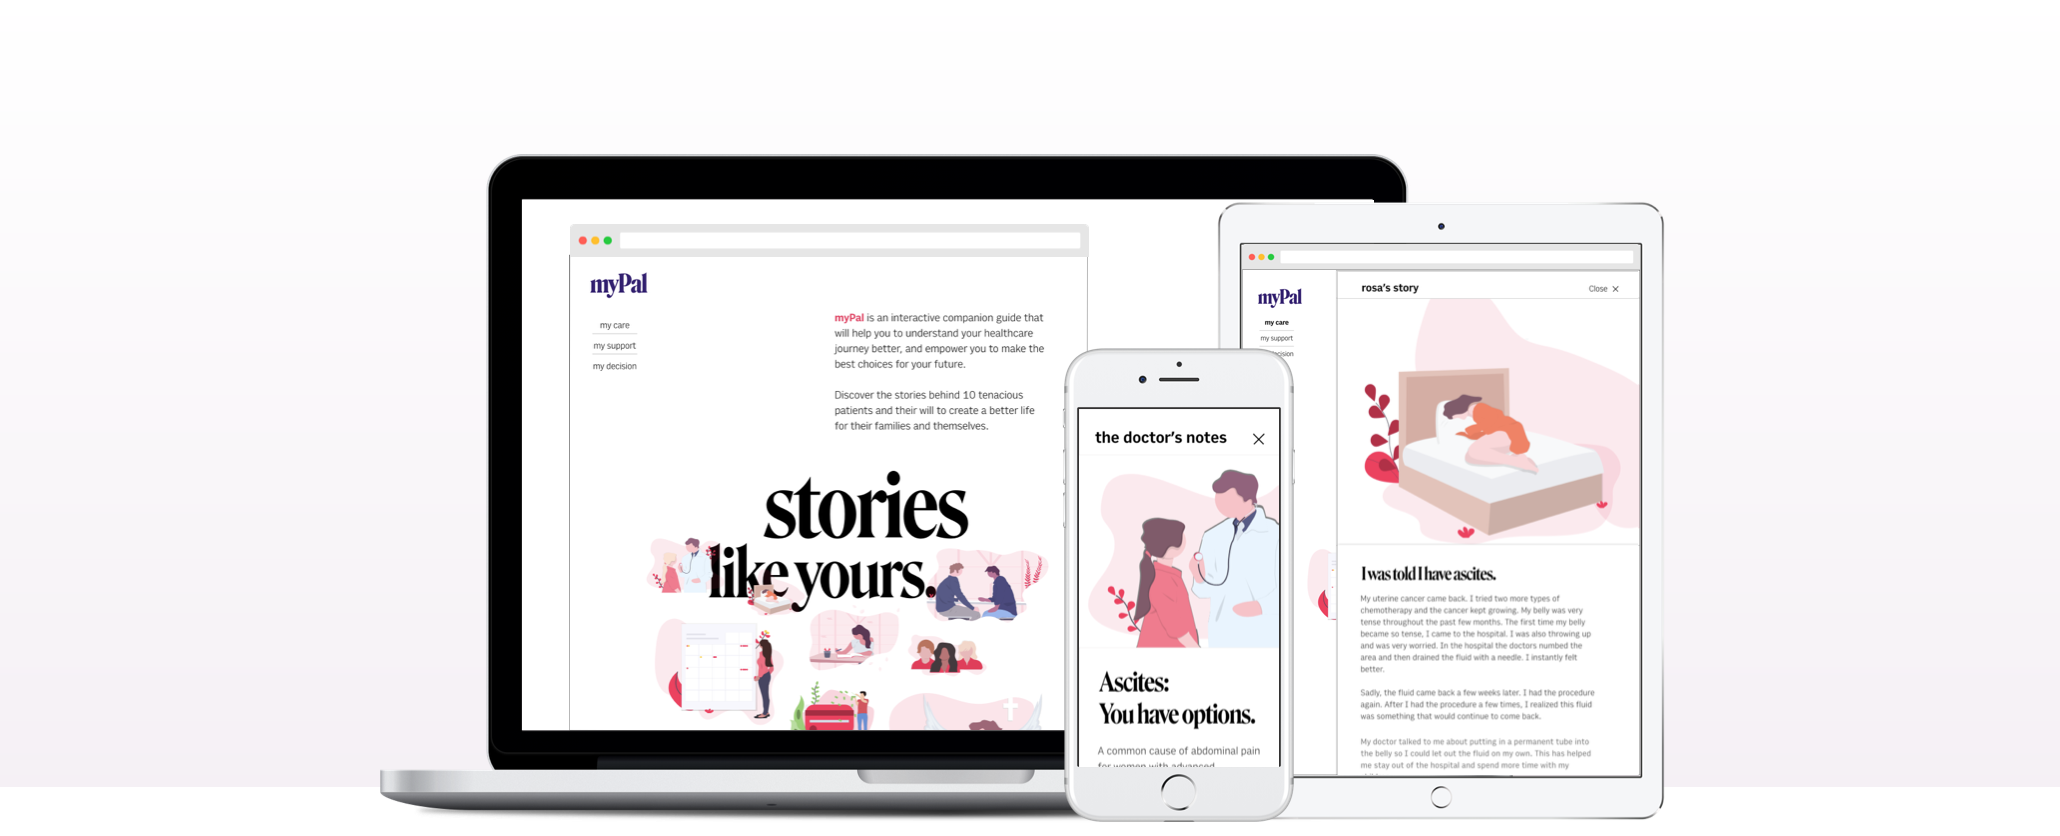 myPal
my care
my support
my decision
myPal is an interactive companion guide that
will help you to understand your healthcare
journey better, and empower you to make the
best choices for your future.
Discover the stories behind 10 tenacious
patients and their will to create a better life
for their families and themselves.
stories
like yours.
the doctor's notes
Ascites:
You have options.
A common cause of abdominal pain
for women with advanced
myPal
my care
my support
rosa's story
Close
I was told I have ascites.
My uterine cancer came back. I tried two more types of
chemotherapy and the cancer kept growing. My belly was very
tense throughout the past few months. The first time my belly
became so tense, I came to the hospital. I was also throwing up
and was very worried. In the hospital the doctors numbed the
area and then drained the fluid with a needle. I instantly felt
better.
Sadly, the fluid came back a few weeks later. I had the procedure
again. After I had the procedure a few times, I realized this fluid
was something that would continue to come back.
My doctor talked to me about putting in a permanent tube into
the belly so I could let out the fluid on my own. This has helped
me stay out of the hospital and spend more time with my